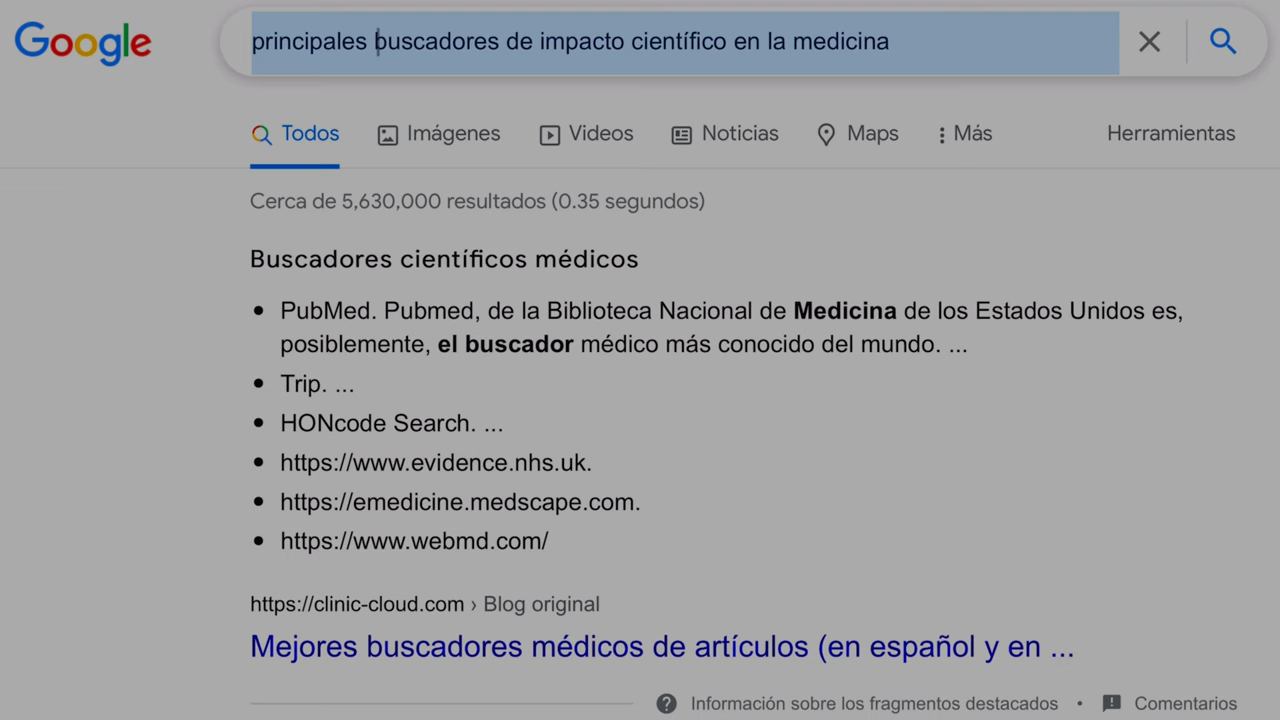 Google
principales buscadores de impacto científico en la medicina
Todos Imágenes Videos Noticias Maps Más Herramientas
Cerca de 5,630,000 resultados (0.35 segundos)
Buscadores científicos médicos
PubMed. Pubmed, de la Biblioteca Nacional de Medicina de los Estados Unidos es,
posiblemente, el buscador médico más conocido del mundo. ...
Trip. ...
HONcode Search. ...
https://www.evidence.nhs.uk.
https://emedicine.medscape.com.
https://www.webmd.com/
https://clinic-cloud.com › Blog original
Mejores buscadores médicos de artículos (en español y en ...
Información sobre los fragmentos destacados • Comentarios